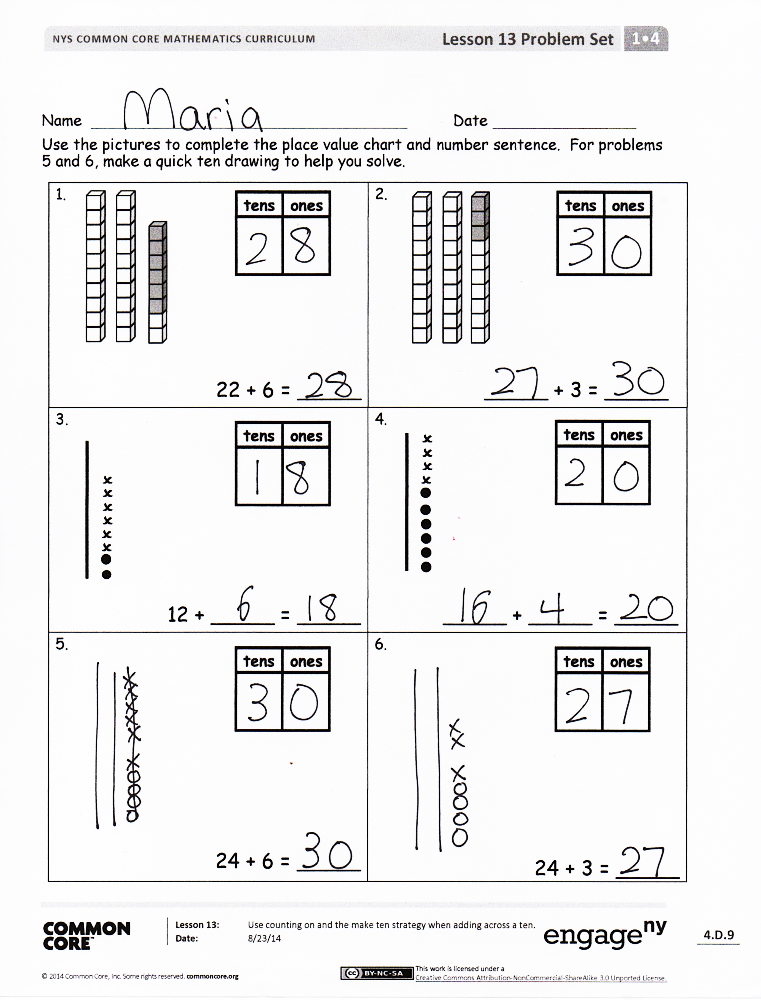 NYS COMMON CORE MATHEMATICS CURRICULUM Lesson 13 Problem Set 1•4
Name Maria Date
Use the pictures to complete the place value chart and number sentence. For problems
5 and 6, make a quick ten drawing to help you solve.
1.
tens ones
2 8
22 + 6 = 28
2.
tens ones
3 0
27 + 3 = 30
3.
tens ones
1 8
x
x
x
x
x
x
12 + 6 = 18
4.
tens ones
2 0
x
x
x
x
16 + 4 = 20
5.
tens ones
3 0
24 + 6 = 30
6.
tens ones
2 7
24 + 3 = 27
COMMON
CORE™
Lesson 13: Use counting on and the make ten strategy when adding across a ten.
Date: 8/23/14
engageny
4.D.9
© 2014 Common Core, Inc. Some rights reserved. commoncore.org
cc BY-NC-SA
This work is licensed under a
Creative Commons Attribution-NonCommercial-ShareAlike 3.0 Unported License.